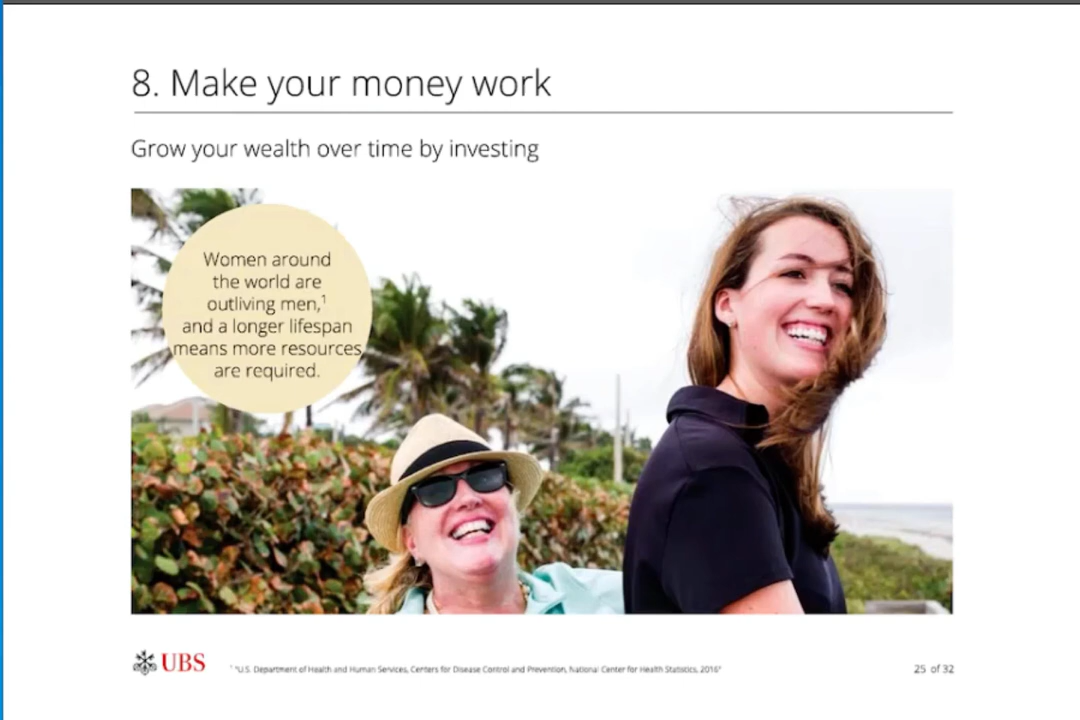 8. Make your money work
Grow your wealth over time by investing
Women around
the world are
outliving men,¹
and a longer lifespan
means more resources
are required.
UBS
¹ "U.S. Department of Health and Human Services, Centers for Disease Control and Prevention, National Center for Health Statistics, 2016"
25 of 32